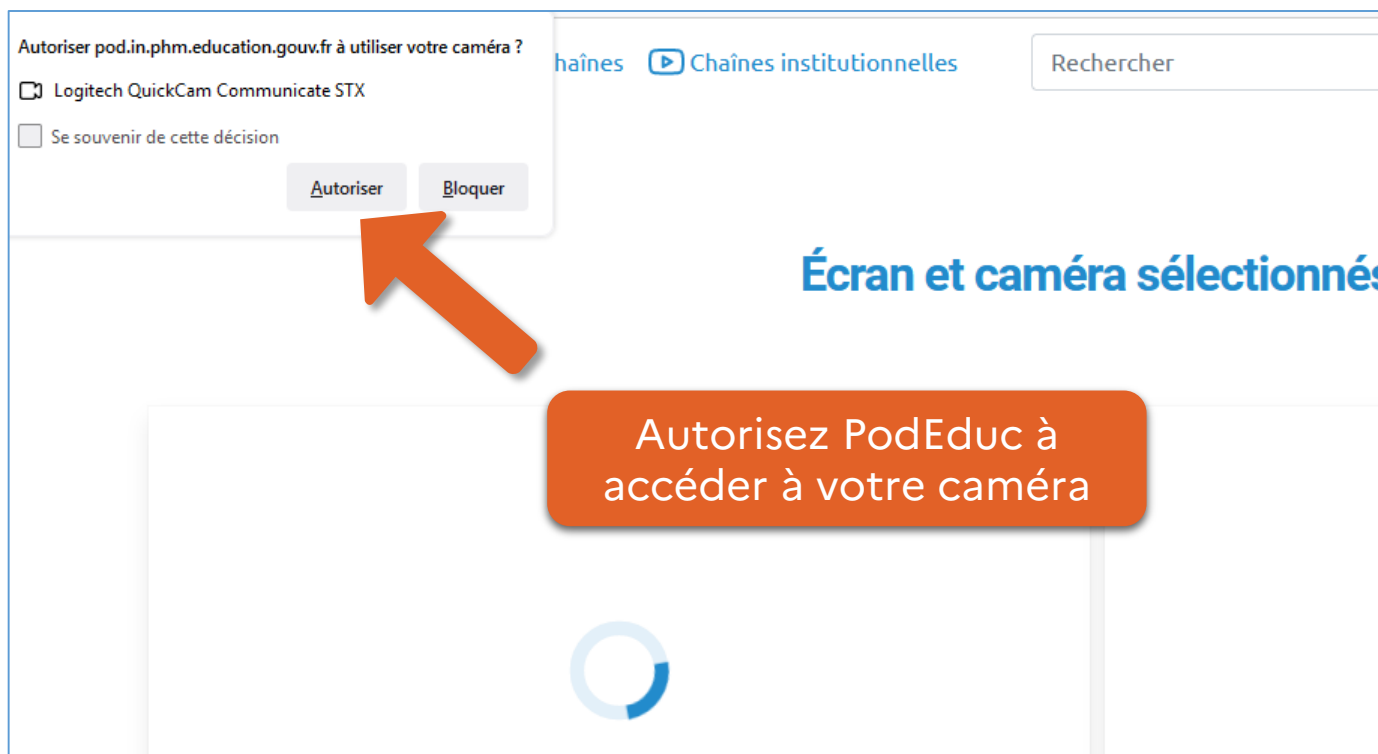 Autoriser pod.in.phm.education.gouv.fr à utiliser votre caméra ?
Logitech QuickCam Communicate STX
Se souvenir de cette décision
Autoriser
Bloquer
haînes
Chaînes institutionnelles
Rechercher
Écran et caméra sélectionnés
Autorisez PodEduc à
accéder à votre caméra